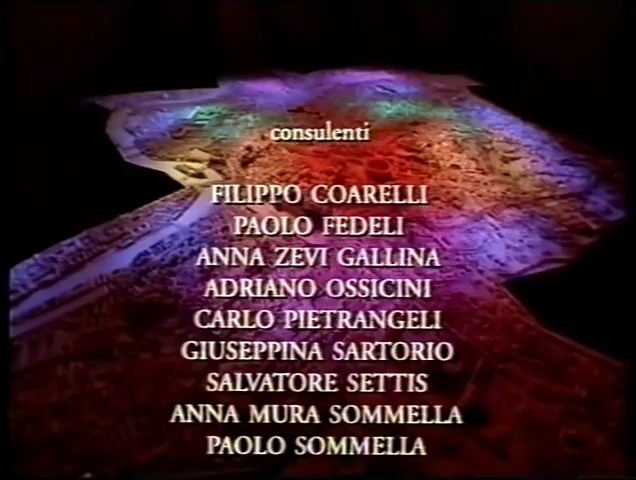 consulenti
FILIPPO COARELLI
PAOLO FEDELI
ANNA ZEVI GALLINA
ADRIANO OSSICINI
CARLO PIETRANGELI
GIUSEPPINA SARTORIO
SALVATORE SETTIS
ANNA MURA SOMMELLA
PAOLO SOMMELLA